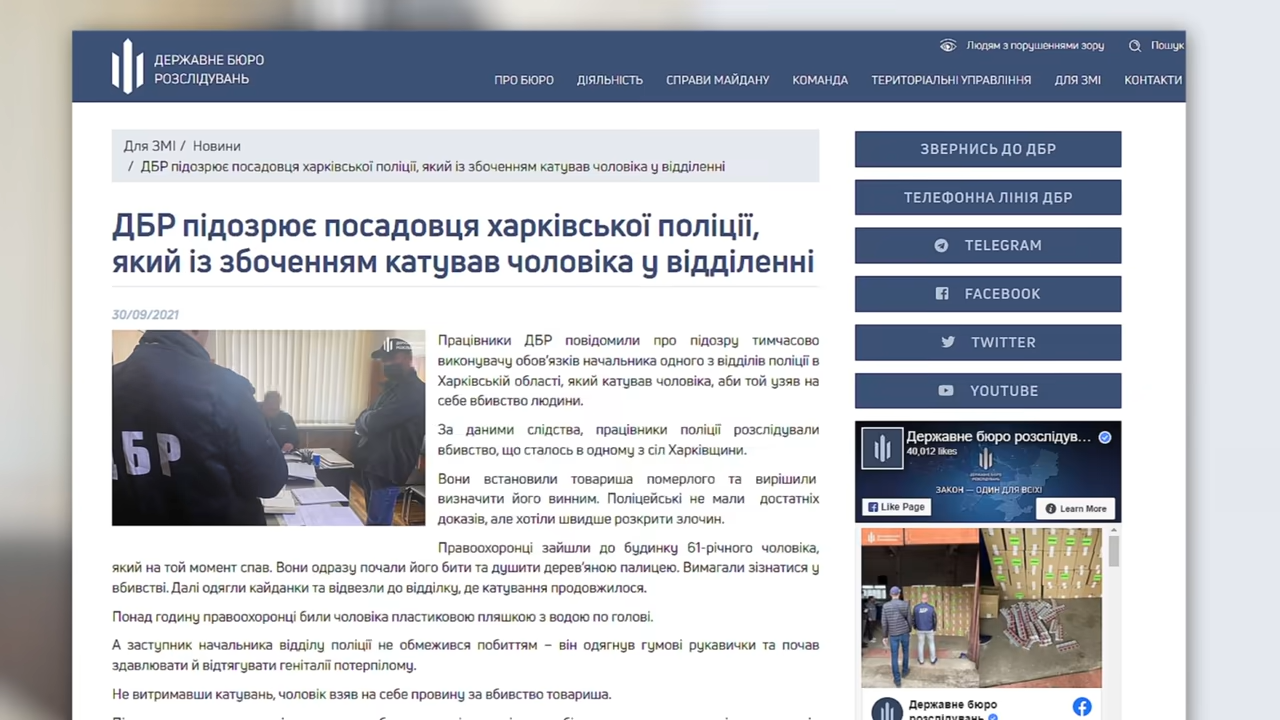 ДЕРЖАВНЕ БЮРО
РОЗСЛІДУВАНЬ
Людям з порушеннями зору
Пошук
ПРО БЮРО
ДІЯЛЬНІСТЬ
СПРАВИ МАЙДАНУ
КОМАНДА
ТЕРИТОРІАЛЬНІ УПРАВЛІННЯ
ДЛЯ ЗМІ
КОНТАКТИ
Для ЗМІ / Новини
/ ДБР підозрює посадовця харківської поліції, який із збоченням катував чоловіка у відділенні
ДБР підозрює посадовця харківської поліції,
який із збоченням катував чоловіка у відділенні
30/09/2021
ДБР
Працівники ДБР повідомили про підозру тимчасово
виконувачу обов'язків начальника одного з відділів поліції в
Харківській області, який катував чоловіка, аби той узяв на
себе вбивство людини.
За даними слідства, працівники поліції розслідували
вбивство, що сталось в одному з сіл Харківщини.
Вони встановили товариша померлого та вирішили
визначити його винним. Поліцейські не мали достатніх
доказів, але хотіли швидше розкрити злочин.
Правоохоронці зайшли до будинку 61-річного чоловіка,
який на той момент спав. Вони одразу почали його бити та душити дерев'яною палицею. Вимагали зізнатися у
вбивстві. Далі одягли кайданки та відвезли до відділку, де катування продовжилося.
Понад годину правоохоронці били чоловіка пластиковою пляшкою з водою по голові.
А заступник начальника відділу поліції не обмежився побиттям – він одягнув гумові рукавички та почав
здавлювати й відтягувати геніталії потерпілому.
Не витримавши катувань, чоловік взяв на себе провину за вбивство товариша.
ЗВЕРНИСЬ ДО ДБР
ТЕЛЕФОННА ЛІНІЯ ДБР
TELEGRAM
FACEBOOK
TWITTER
YOUTUBE
Державне бюро розслідув...
40,012 likes
ЗАКОН — ОДИН ДЛЯ ВСІХ!
Like Page
Learn More
Державне бюро
розслідувань